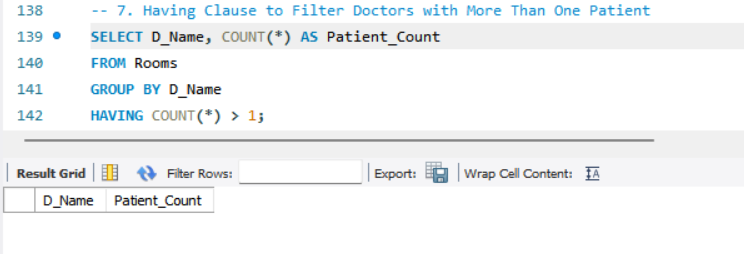 138 -- 7. Having Clause to Filter Doctors with More Than One Patient
139 SELECT D_Name, COUNT(*) AS Patient_Count
140 FROM Rooms
141 GROUP BY D_Name
142 HAVING COUNT(*) > 1;
Result Grid Filter Rows: Export: Wrap Cell Content: IA
D_Name Patient_Count